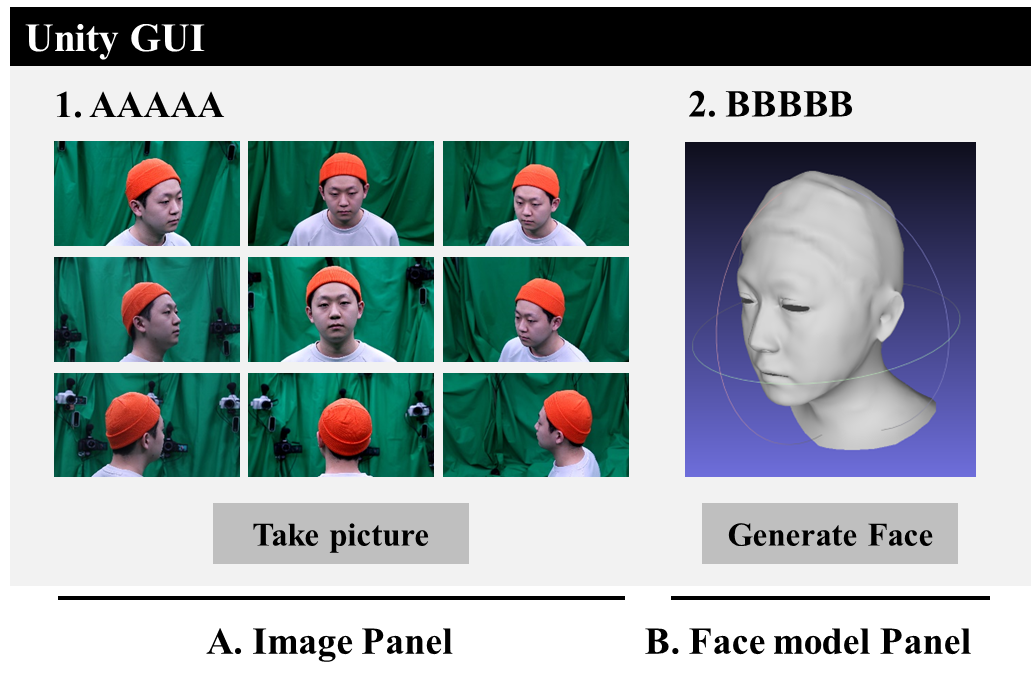 Unity GUI
1. AAAAA
2. BBBBB
Take picture
Generate Face
A. Image Panel
B. Face model Panel